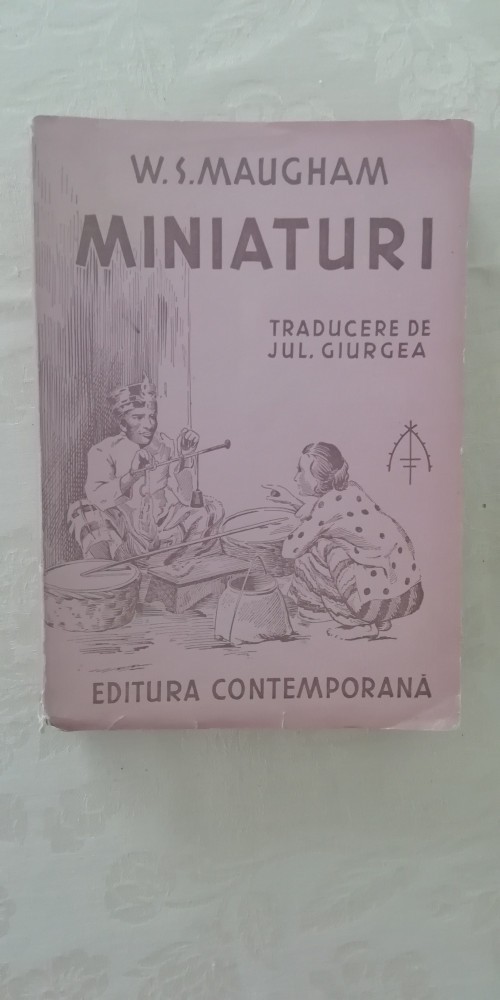 W. S. MAUGHAM
MINIATURI
TRADUCERE DE
JUL. GIURGEA
EDITURA CONTEMPORANĂ